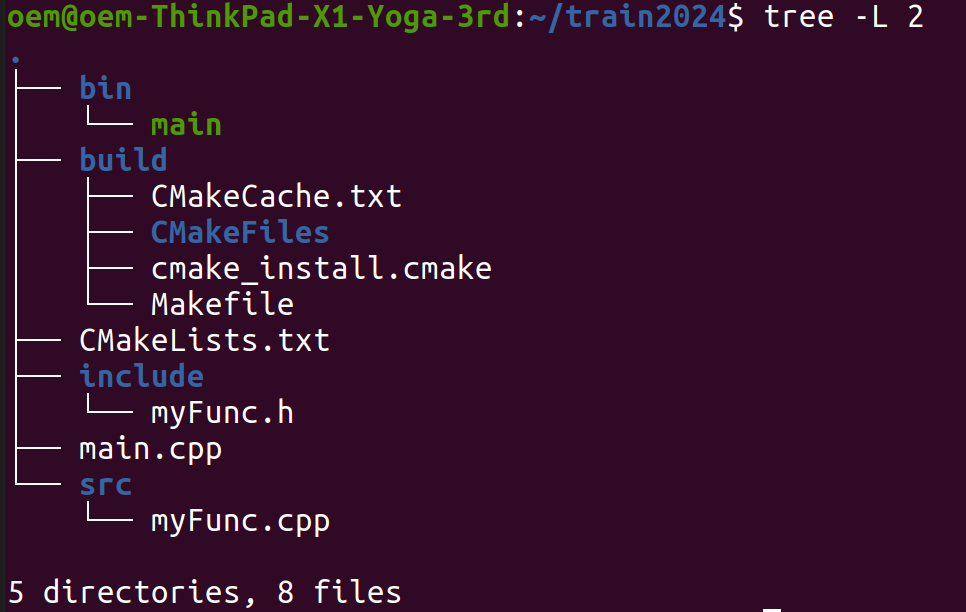 oem@oem-ThinkPad-X1-Yoga-3rd:~/train2024$ tree -L 2
.
├── bin
│   └── main
├── build
│   ├── CMakeCache.txt
│   ├── CMakeFiles
│   ├── cmake_install.cmake
│   └── Makefile
├── CMakeLists.txt
├── include
│   └── myFunc.h
├── main.cpp
└── src
    └── myFunc.cpp

5 directories, 8 files